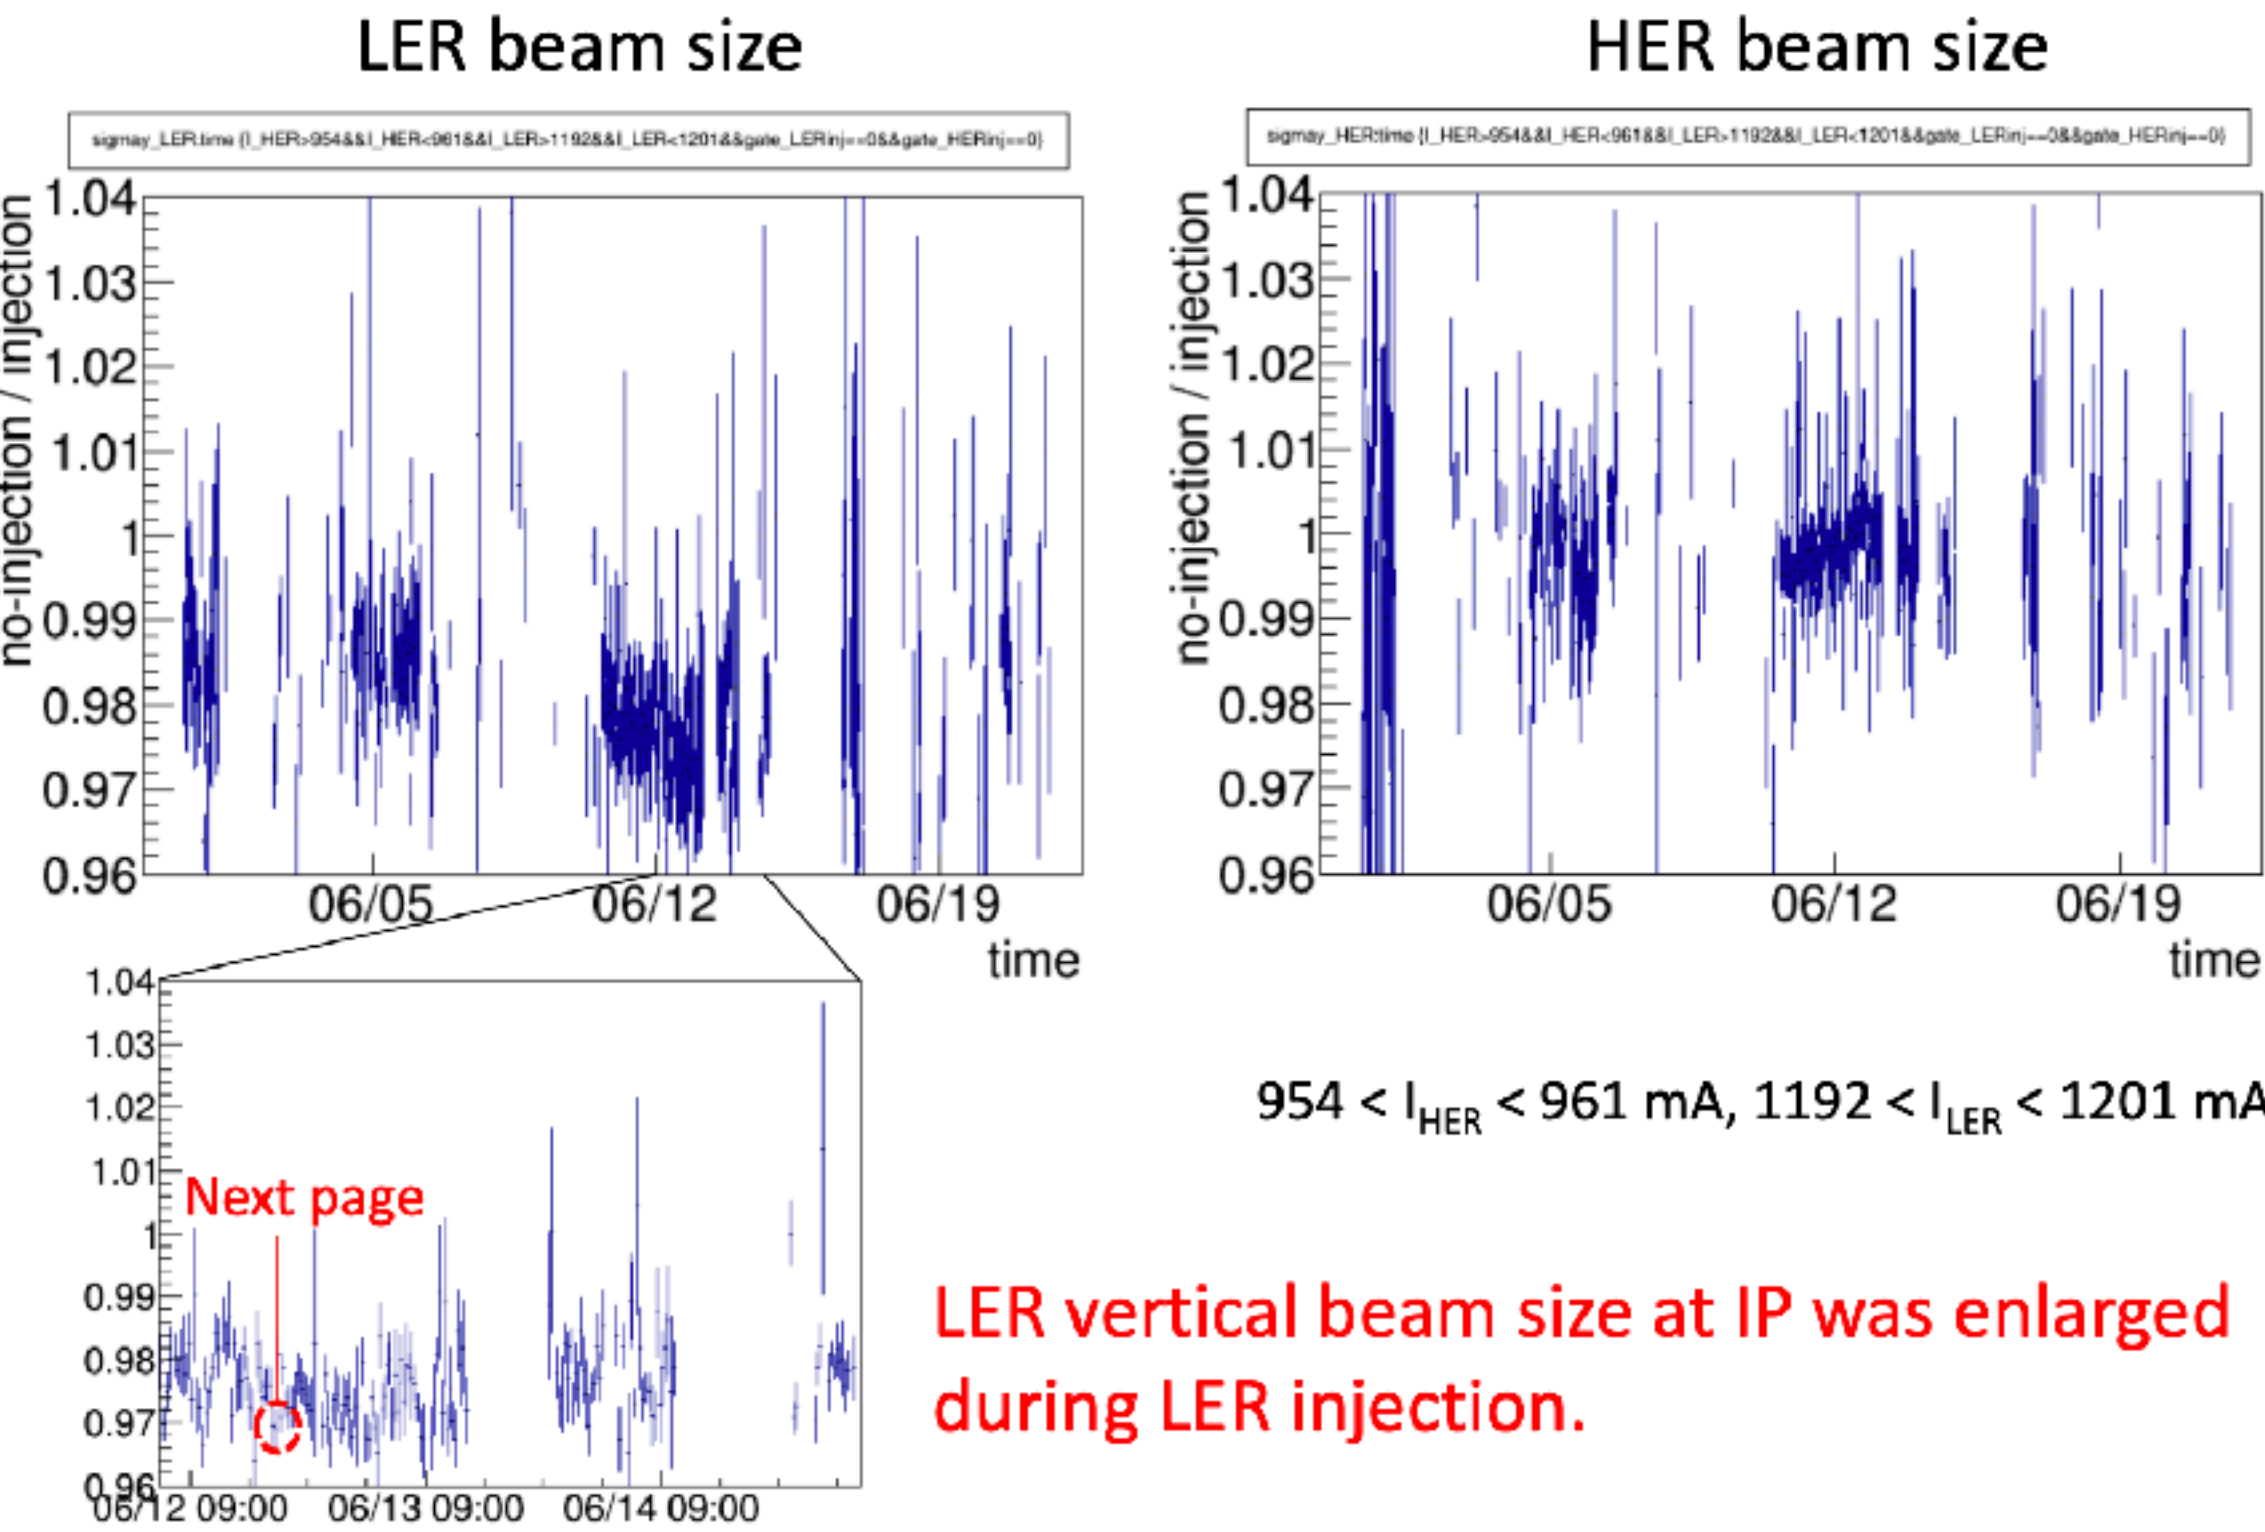 LER beam size
HER beam size
sigmay_LER:time {I_HER>954&&I_HER<961&&I_LER>1192&&I_LER<1201&&gate_LERinj==0&&gate_HERinj==0}
sigmay_HER:time {I_HER>954&&I_HER<961&&I_LER>1192&&I_LER<1201&&gate_LERinj==0&&gate_HERinj==0}
no-injection / injection
1.04
1.03
1.02
1.01
1
0.99
0.98
0.97
0.96
06/05 06/12 06/19
time
no-injection / injection
1.04
1.03
1.02
1.01
1
0.99
0.98
0.97
0.96
06/05 06/12 06/19
time
1.04
1.03
1.02
1.01
1
0.99
0.98
0.97
0.96
06/12 09:00 06/13 09:00 06/14 09:00
Next page
954 < I_HER < 961 mA, 1192 < I_LER < 1201 mA
LER vertical beam size at IP was enlarged
during LER injection.